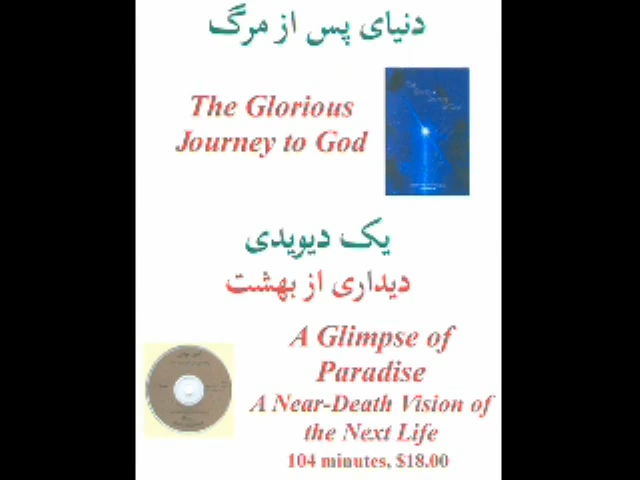 دنیای پس از مرگ
The Glorious
Journey to God
یک دیویدی
دیداری از بهشت
A Glimpse of
Paradise
A Near-Death Vision of
the Next Life
104 minutes, $18.00